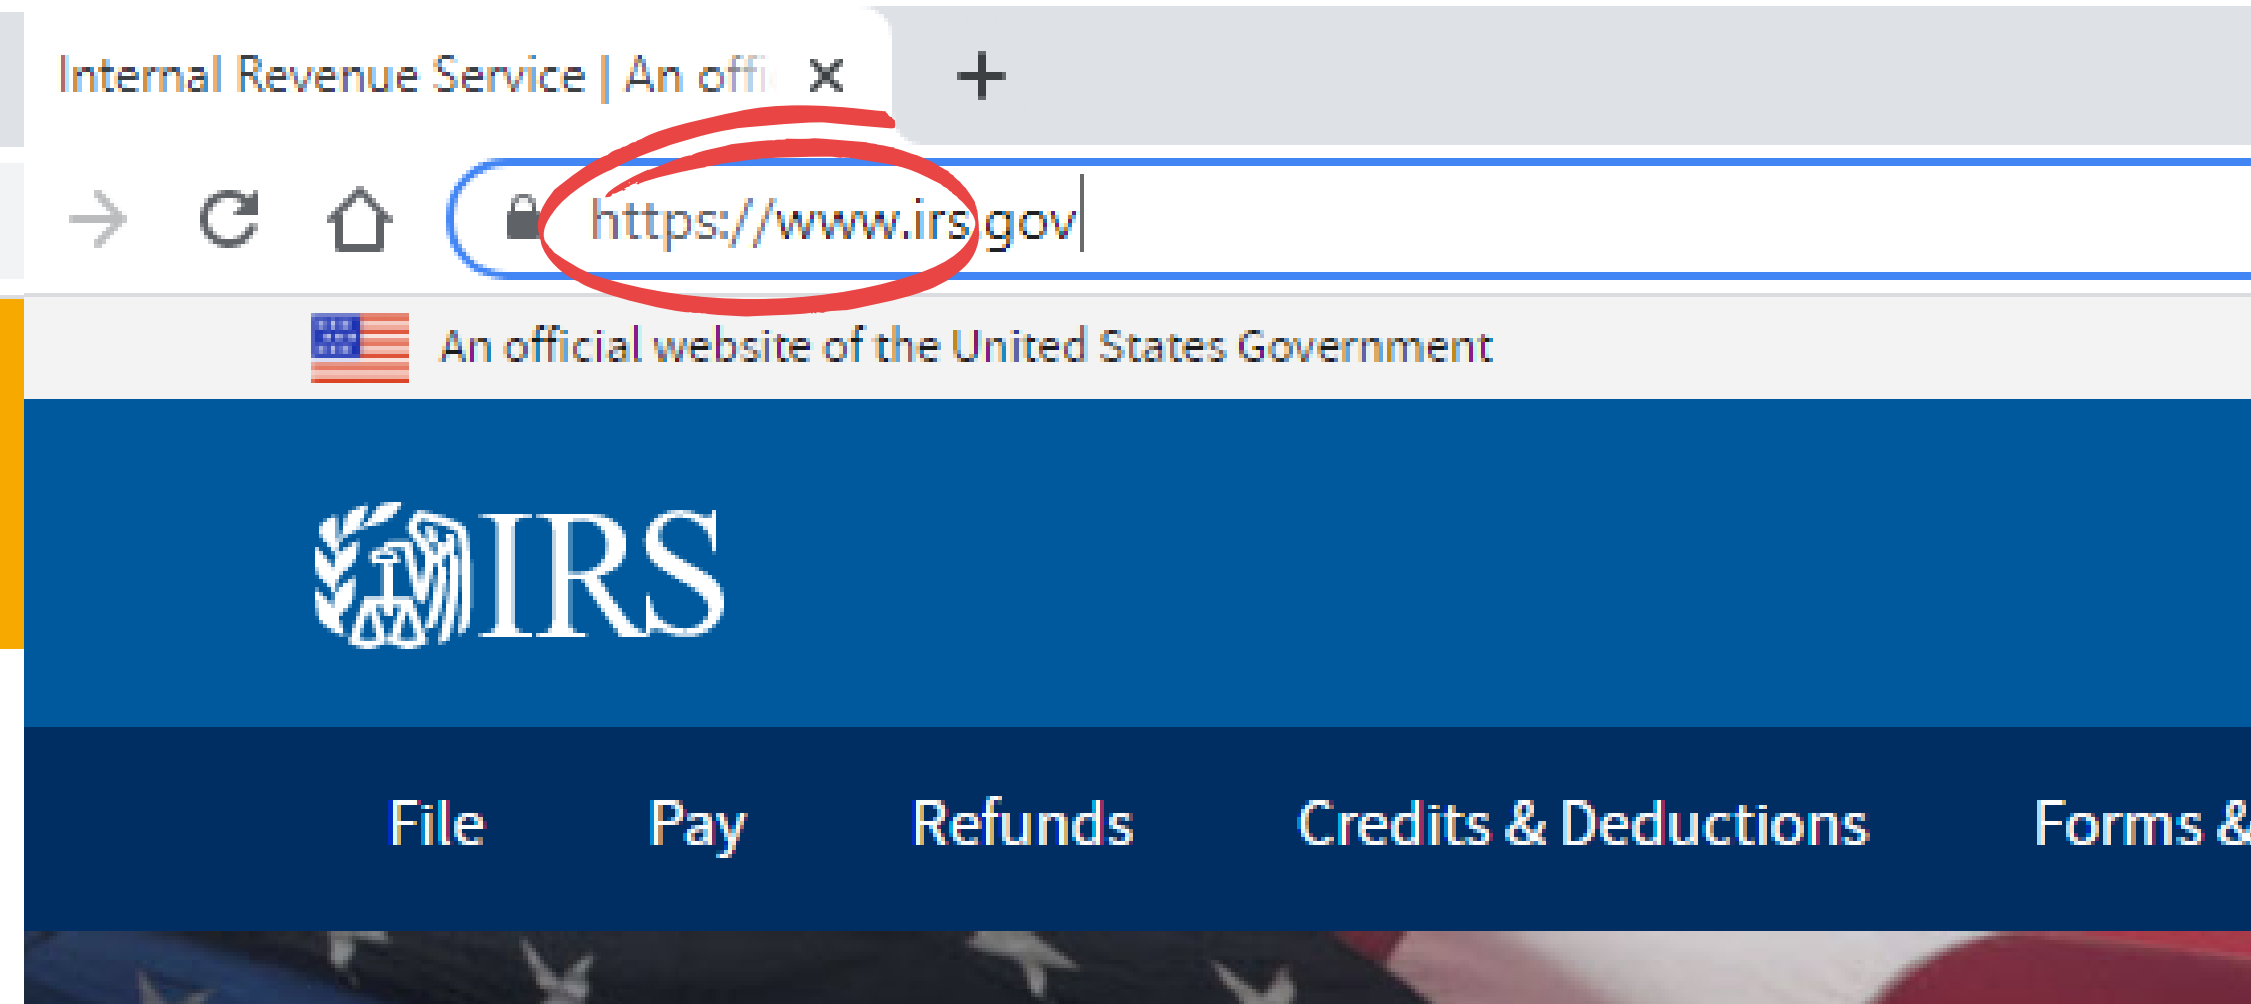 Internal Revenue Service | An offi
https://www.irs.gov
An official website of the United States Government
IRS
File Pay Refunds Credits & Deductions Forms &